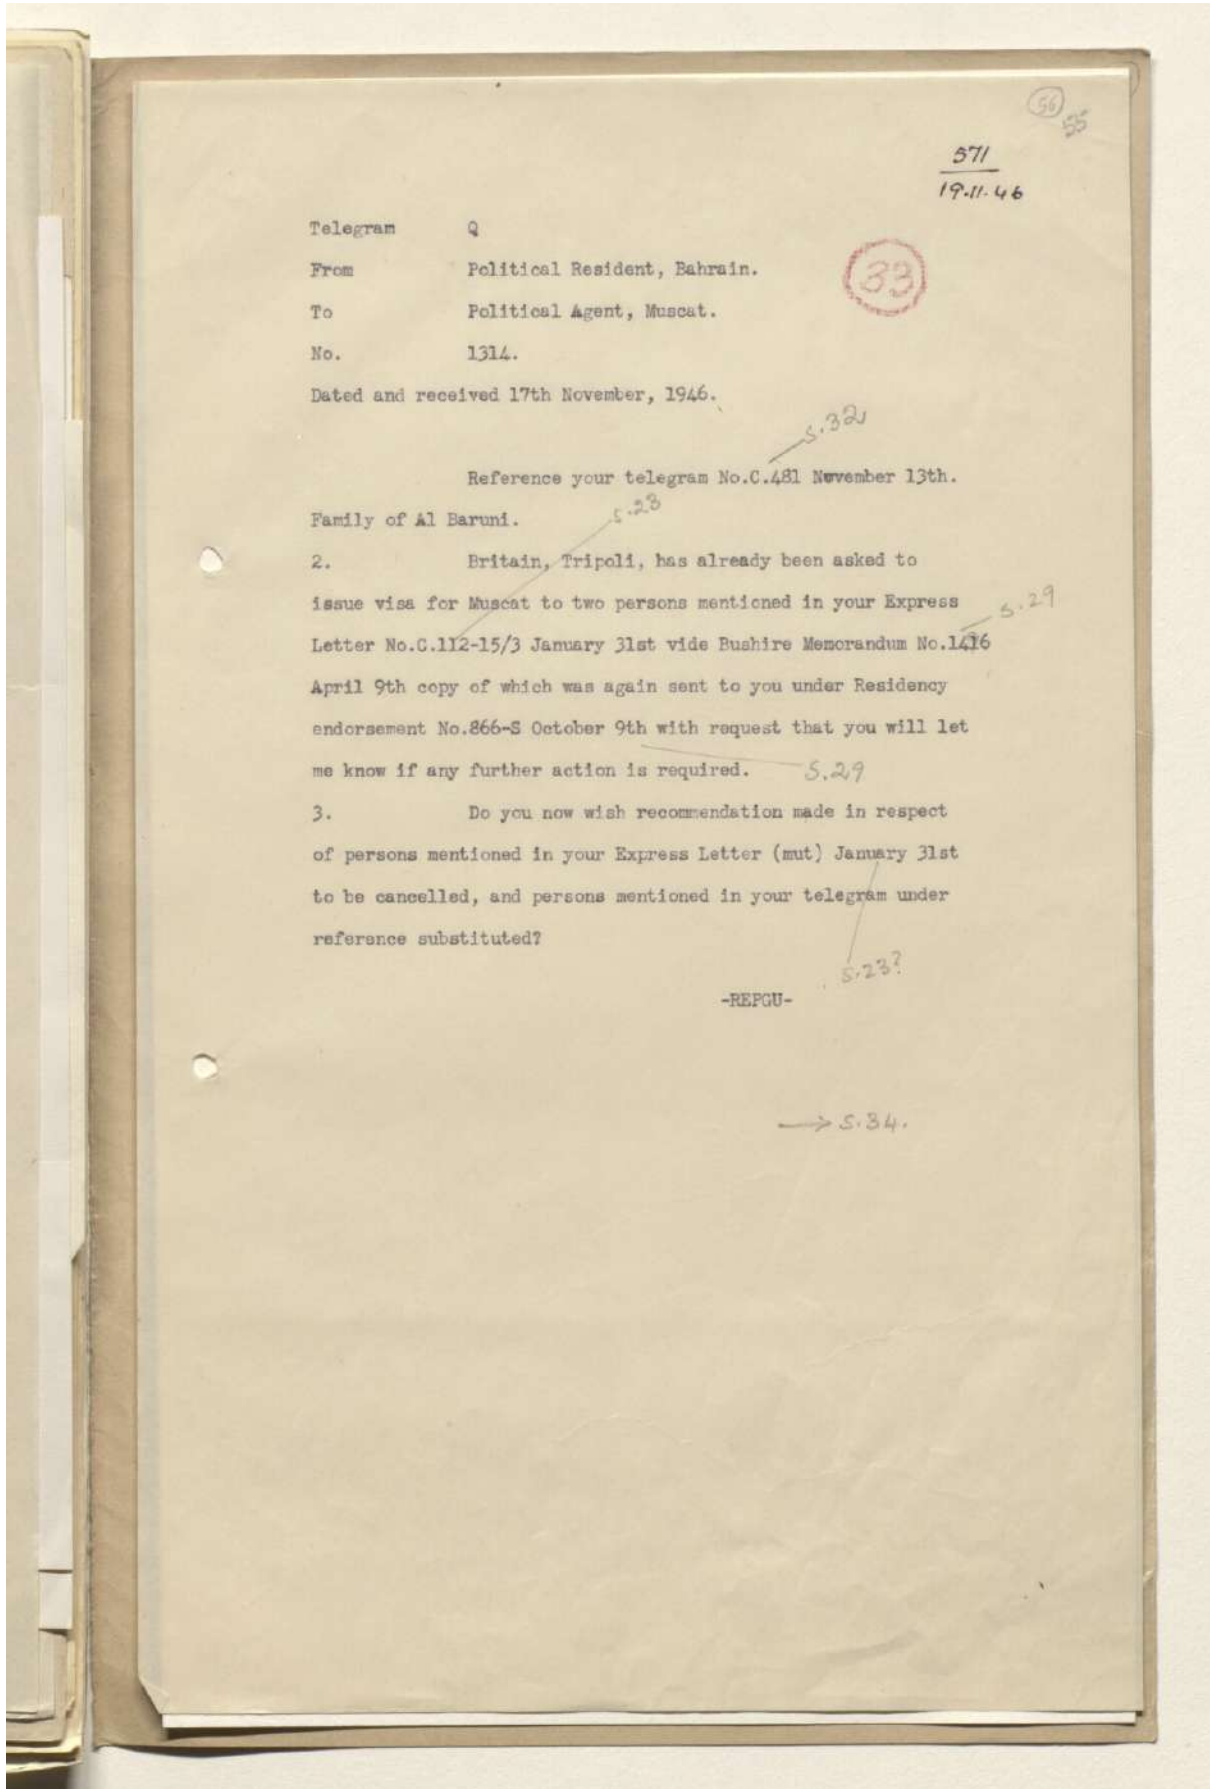 56
55
571
19.11.46
Telegram Q
From Political Resident, Bahrain.
33
To Political Agent, Muscat.
No. 1314.
Dated and received 17th November, 1946.
S.32
Reference your telegram No.C.481 November 13th.
Family of Al Baruni.
S.23
2. Britain, Tripoli, has already been asked to
issue visa for Muscat to two persons mentioned in your Express
S.29
Letter No.C.112-15/3 January 31st vide Bushire Memorandum No.
April 9th copy of which was again sent to you under Residency
endorsement No.866-S October 9th with request that you will let
me know if any further action is required.
S.29
3. Do you now wish recommendation made in respect
of persons mentioned in your Express Letter (mut) January 31st
to be cancelled, and persons mentioned in your telegram under
reference substituted?
S.23?
-REPGU-
→ S.34.